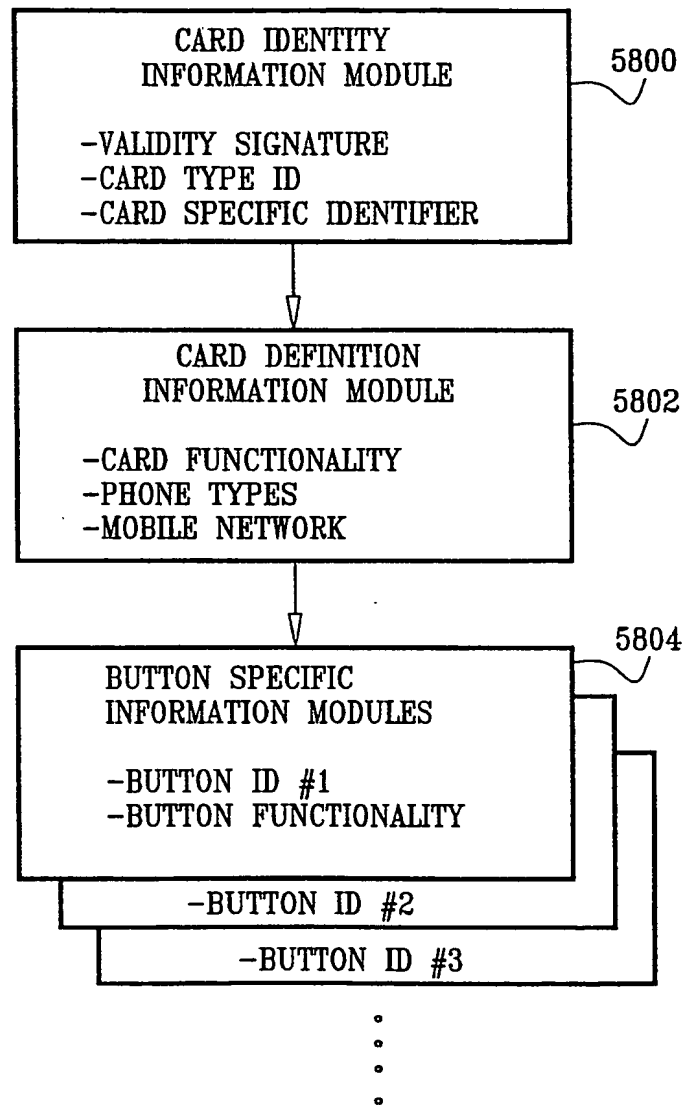 CARD IDENTITY
INFORMATION MODULE
5800
-VALIDITY SIGNATURE
-CARD TYPE ID
-CARD SPECIFIC IDENTIFIER
CARD DEFINITION
INFORMATION MODULE
5802
-CARD FUNCTIONALITY
-PHONE TYPES
-MOBILE NETWORK
5804
BUTTON SPECIFIC
INFORMATION MODULES
-BUTTON ID #1
-BUTTON FUNCTIONALITY
-BUTTON ID #2
-BUTTON ID #3